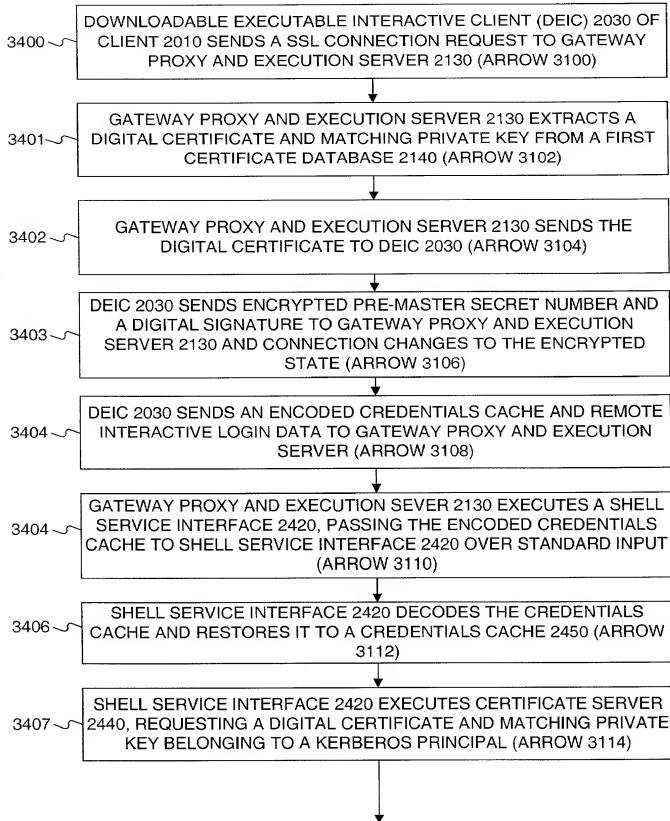 3400
DOWNLOADABLE EXECUTABLE INTERACTIVE CLIENT (DEIC) 2030 OF
CLIENT 2010 SENDS A SSL CONNECTION REQUEST TO GATEWAY
PROXY AND EXECUTION SERVER 2130 (ARROW 3100)
3401
GATEWAY PROXY AND EXECUTION SERVER 2130 EXTRACTS A
DIGITAL CERTIFICATE AND MATCHING PRIVATE KEY FROM A FIRST
CERTIFICATE DATABASE 2140 (ARROW 3102)
3402
GATEWAY PROXY AND EXECUTION SERVER 2130 SENDS THE
DIGITAL CERTIFICATE TO DEIC 2030 (ARROW 3104)
3403
DEIC 2030 SENDS ENCRYPTED PRE-MASTER SECRET NUMBER AND
A DIGITAL SIGNATURE TO GATEWAY PROXY AND EXECUTION
SERVER 2130 AND CONNECTION CHANGES TO THE ENCRYPTED
STATE (ARROW 3106)
3404
DEIC 2030 SENDS AN ENCODED CREDENTIALS CACHE AND REMOTE
INTERACTIVE LOGIN DATA TO GATEWAY PROXY AND EXECUTION
SERVER (ARROW 3108)
3404
GATEWAY PROXY AND EXECUTION SEVER 2130 EXECUTES A SHELL
SERVICE INTERFACE 2420, PASSING THE ENCODED CREDENTIALS
CACHE TO SHELL SERVICE INTERFACE 2420 OVER STANDARD INPUT
(ARROW 3110)
3406
SHELL SERVICE INTERFACE 2420 DECODES THE CREDENTIALS
CACHE AND RESTORES IT TO A CREDENTIALS CACHE 2450 (ARROW
3112)
3407
SHELL SERVICE INTERFACE 2420 EXECUTES CERTIFICATE SERVER
2440, REQUESTING A DIGITAL CERTIFICATE AND MATCHING PRIVATE
KEY BELONGING TO A KERBEROS PRINCIPAL (ARROW 3114)